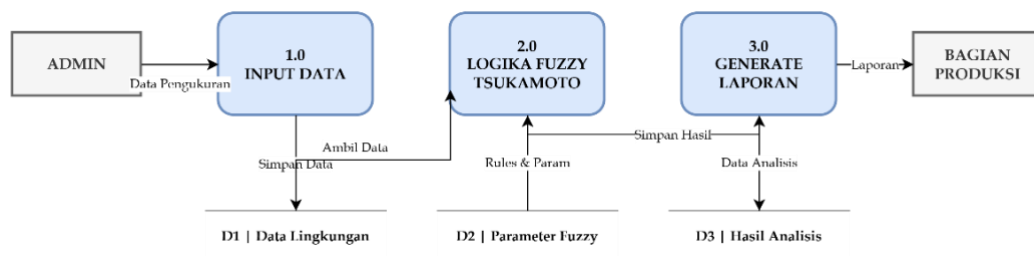 ADMIN
Data Pengukuran
1.0
INPUT DATA
2.0
LOGIKA FUZZY
TSUKAMOTO
3.0
GENERATE
LAPORAN
Laporan
BAGIAN
PRODUKSI
Simpan Data
Ambil Data
Rules & Param
Simpan Hasil
Data Analisis
D1 | Data Lingkungan
D2 | Parameter Fuzzy
D3 | Hasil Analisis